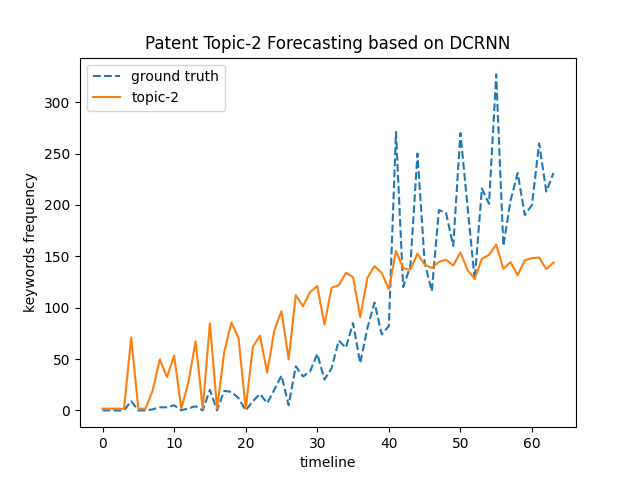 Patent Topic-2 Forecasting based on DCRNN
ground truth
topic-2
keywords frequency
300
250
200
150
100
50
0
0 10 20 30 40 50 60
timeline